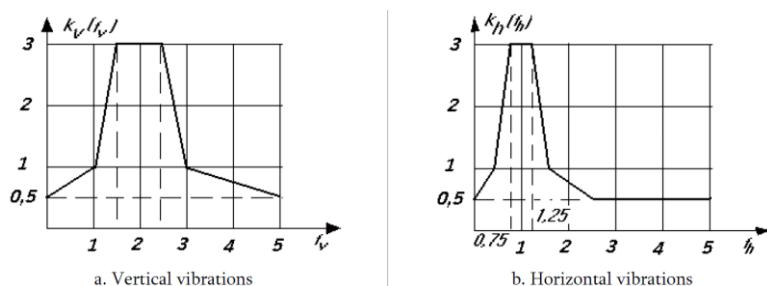 k_v(f_v)
3
2
1
0,5
1 2 3 4 5 f_v
a. Vertical vibrations
k_h(f_h)
3
2
1
0,5
0,75 1,25
1 2 3 4 5 f_h
b. Horizontal vibrations